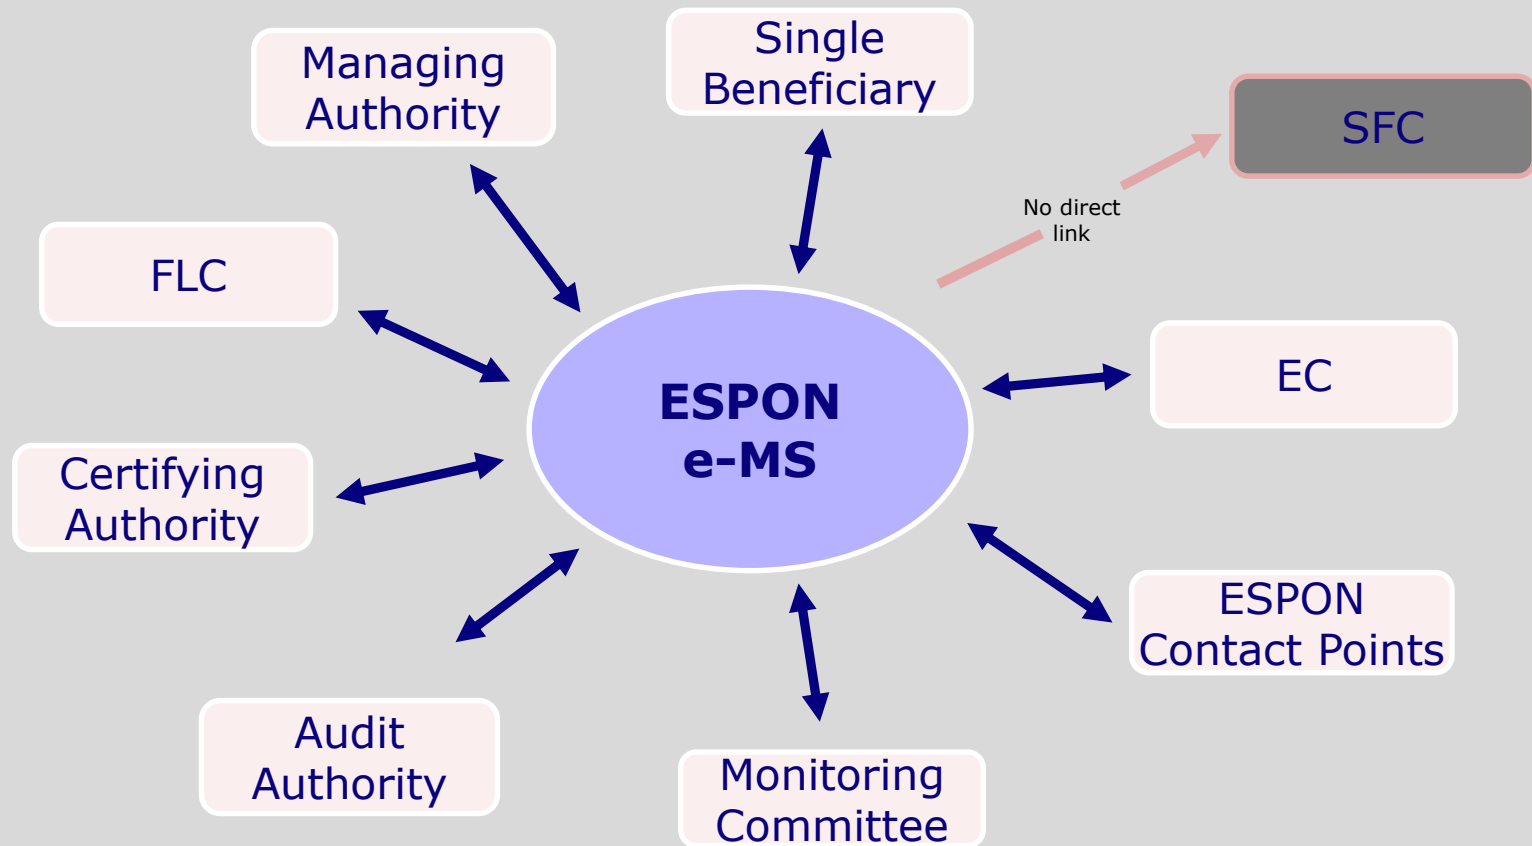 Managing
Authority
Single
Beneficiary
SFC
No direct
link
FLC
EC
ESPON
e-MS
Certifying
Authority
ESPON
Contact Points
Audit
Authority
Monitoring
Committee